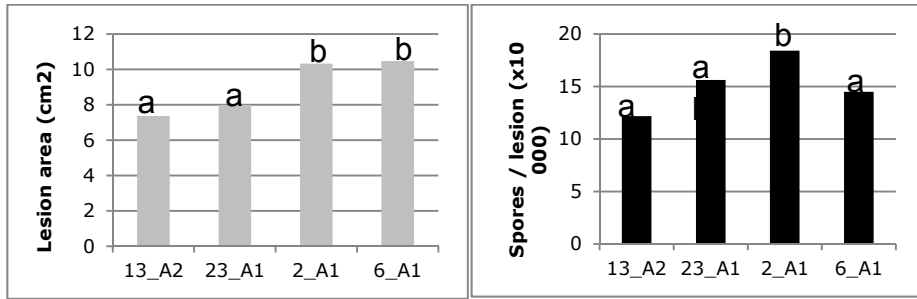 Lesion area (cm2)
12
10
8
6
4
2
0
a
a
b
b
13_A2
23_A1
2_A1
6_A1
Spores / lesion (x10
000)
20
15
10
5
0
a
a
b
a
13_A2
23_A1
2_A1
6_A1